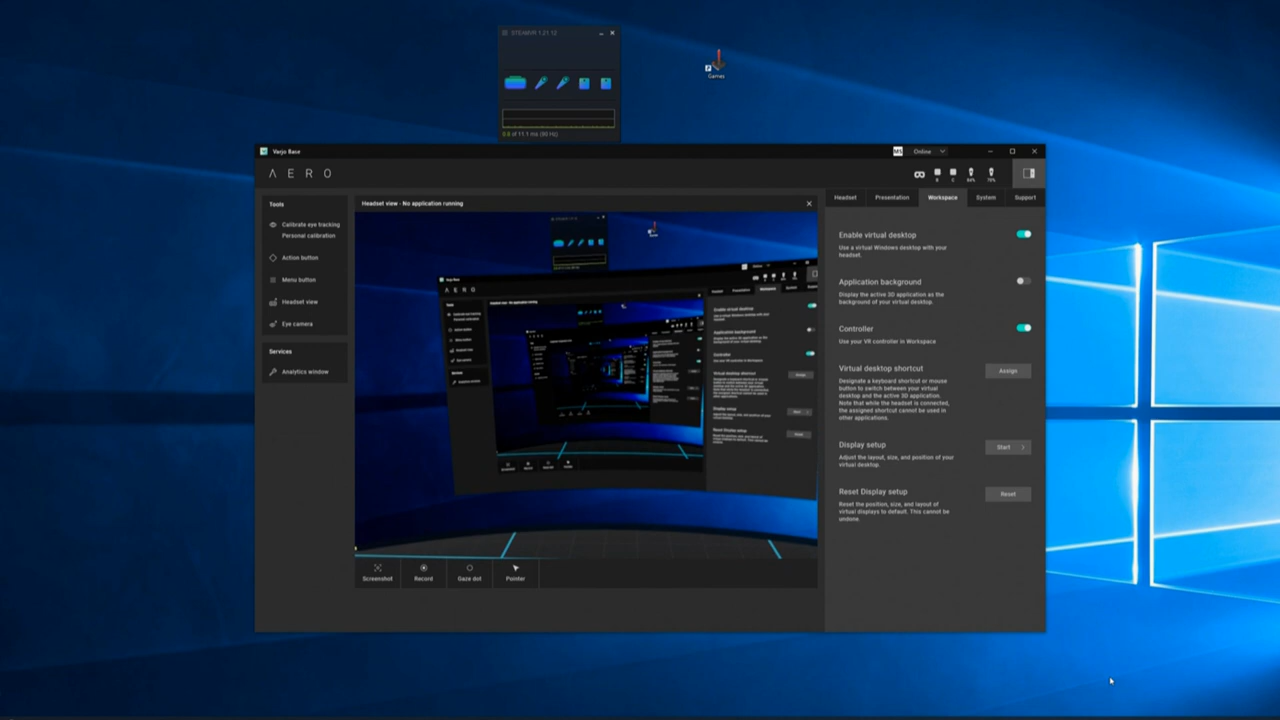 STEAMVR 1.21.12
Games
of 11.1 ms (90 Hz)
Varjo Base
MS
Online
AERO
Tools
Calibrate eye tracking
Personal calibration
Action button
Menu button
Headset view
Eye camera
Services
Analytics window
Headset view - No application running
Screenshot
Record
Gaze dot
Pointer
Headset
Presentation
Workspace
System
Support
Enable virtual desktop
Use a virtual Windows desktop with your
headset.
Application background
Display the active 3D application as the
background of your virtual desktop.
Controller
Use your VR controller in Workspace
Virtual desktop shortcut
Assign
Designate a keyboard shortcut or mouse
button to switch between your virtual
desktop and the active 3D application.
Note that while the headset is connected,
the assigned shortcut cannot be used in
other applications.
Display setup
Start
Adjust the layout, size, and position of your
virtual desktop.
Reset Display setup
Reset
Reset the position, size, and layout of
virtual displays to default. This cannot be
undone.